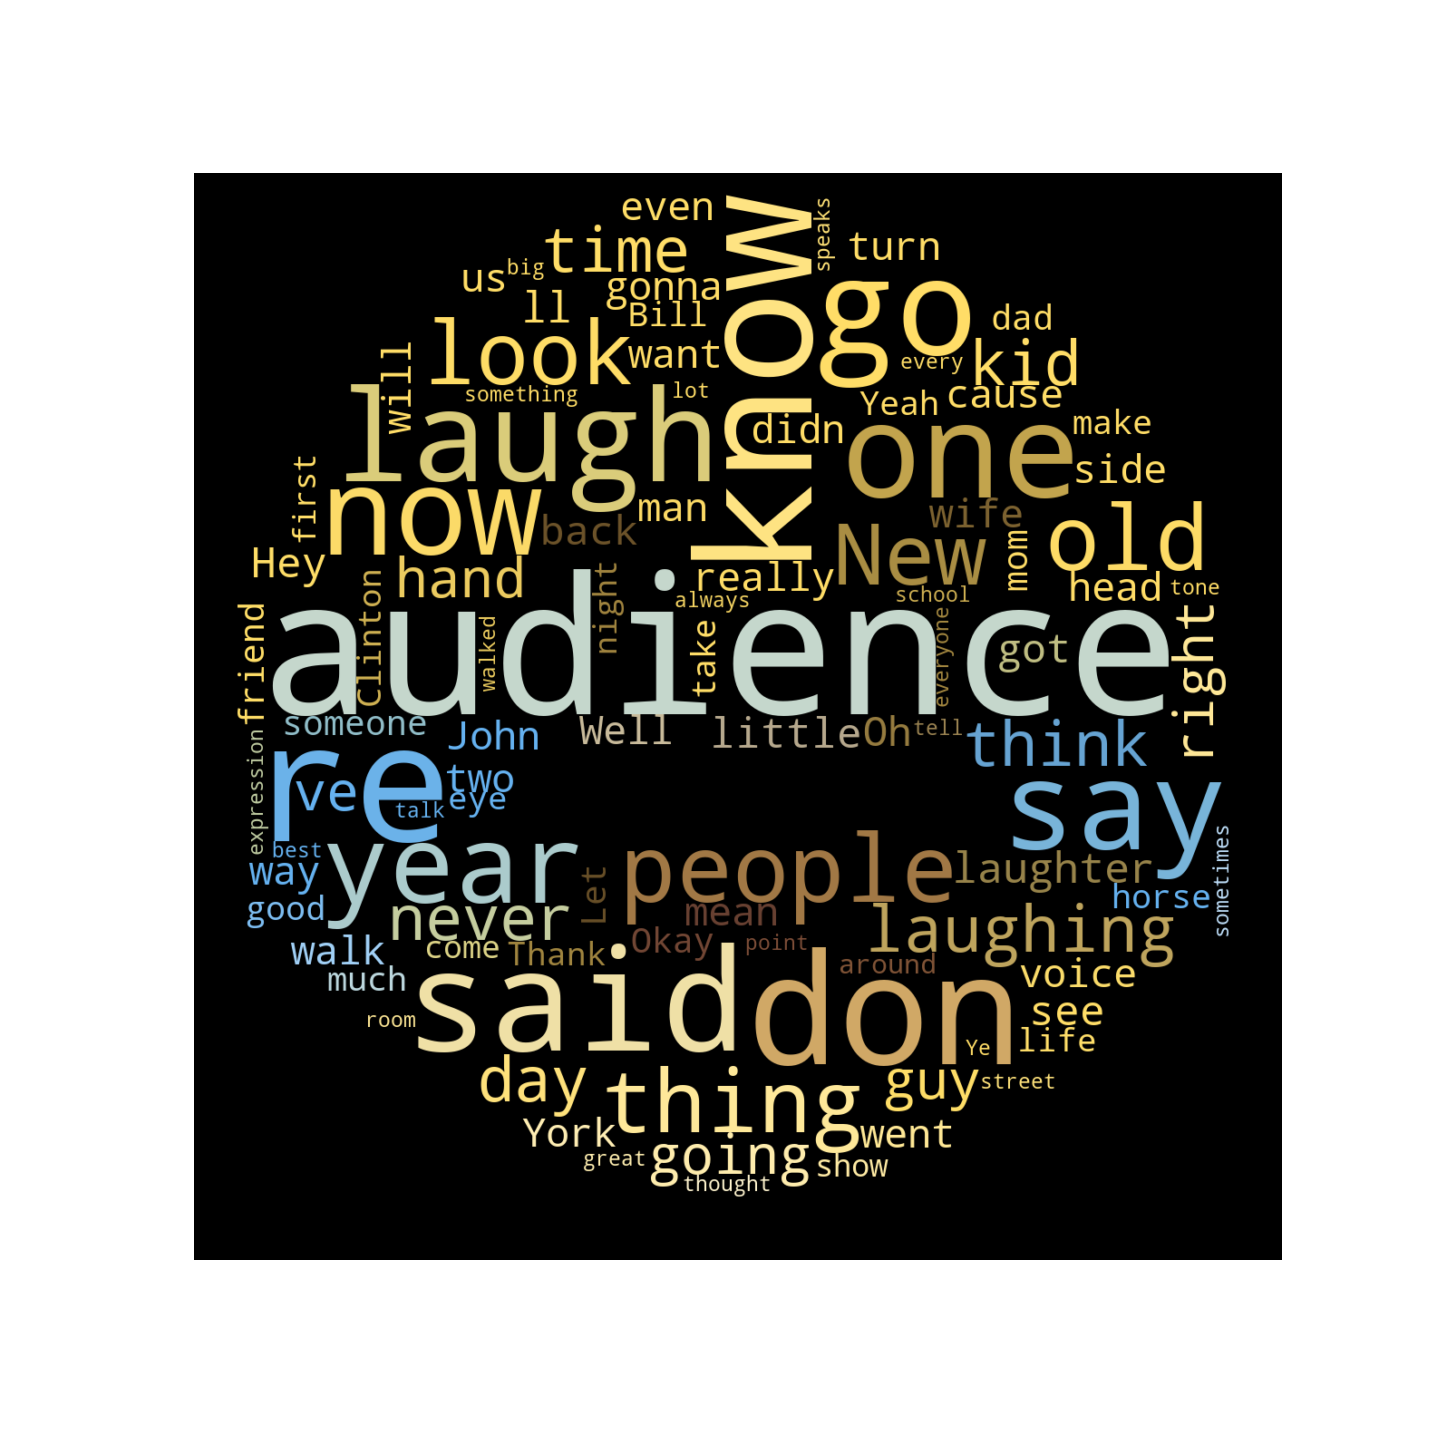 even
speaks
know
time
turn
us
big
gonna
go
ll
Bill
dad
look
want
every
kid
will
something
lot
laugh
Yeah
cause
didn
one
make
side
first
now
man
wife
back
New
old
Hey
hand
night
really
mom
head
tone
Clinton
always
school
friend
audience
walked
take
everyone
got
right
someone
John
Well
little
Oh
tell
think
expression
re
ve
two
talk
eye
say
best
year
people
laughter
way
Let
horse
sometimes
good
never
mean
laughing
walk
come
Thank
Okay
point
around
much
said
don
voice
room
see
Ye
life
day
thing
guy
street
York
going
went
great
show
thought